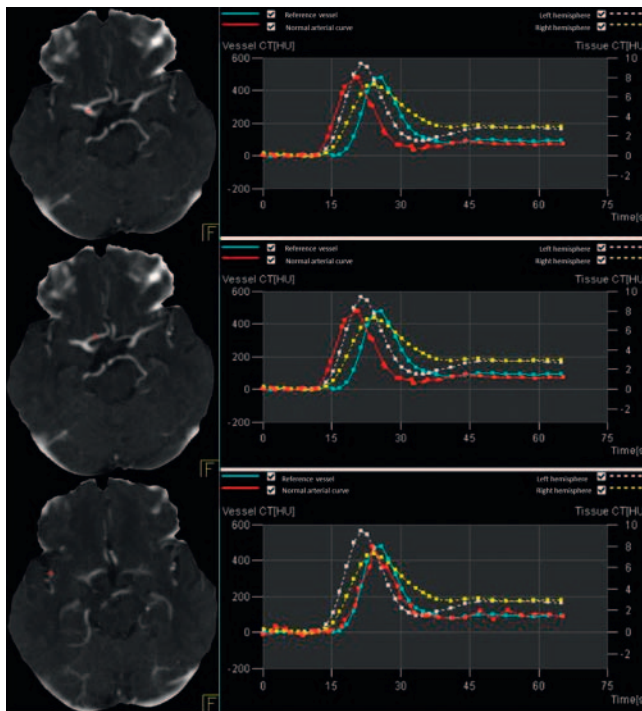 Vessel CT[HU] Reference vessel Left hemisphere Tissue CT[HU]
Normal arterial curve Right hemisphere
600 10
400 8
6
200 4
2
0 0
-2
-200
0 15 30 45 60 75
Time[s
F
Reference vessel Left hemisphere
Normal arterial curve Right hemisphere
Vessel CT[HU] Tissue CT[HU]
600 10
8
400 6
200 4
2
0 0
-2
-200
0 15 30 45 60 75
Time[s
F
Reference vessel Left hemisphere
Normal arterial curve Right hemisphere
Vessel CT[HU] Tissue CT[HU]
600 10
8
400 6
200 4
2
0 0
-2
-200
0 15 30 45 60 75
Time[s
F